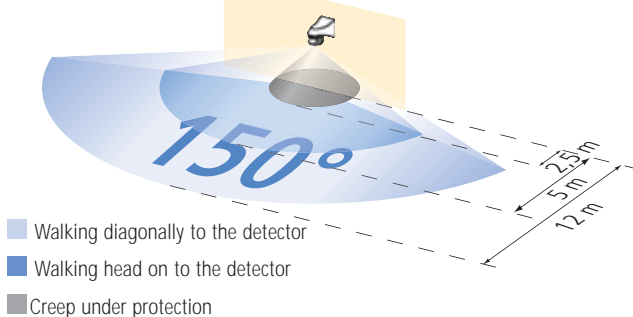 150°
2,5 m
5 m
12 m
Walking diagonally to the detector
Walking head on to the detector
Creep under protection